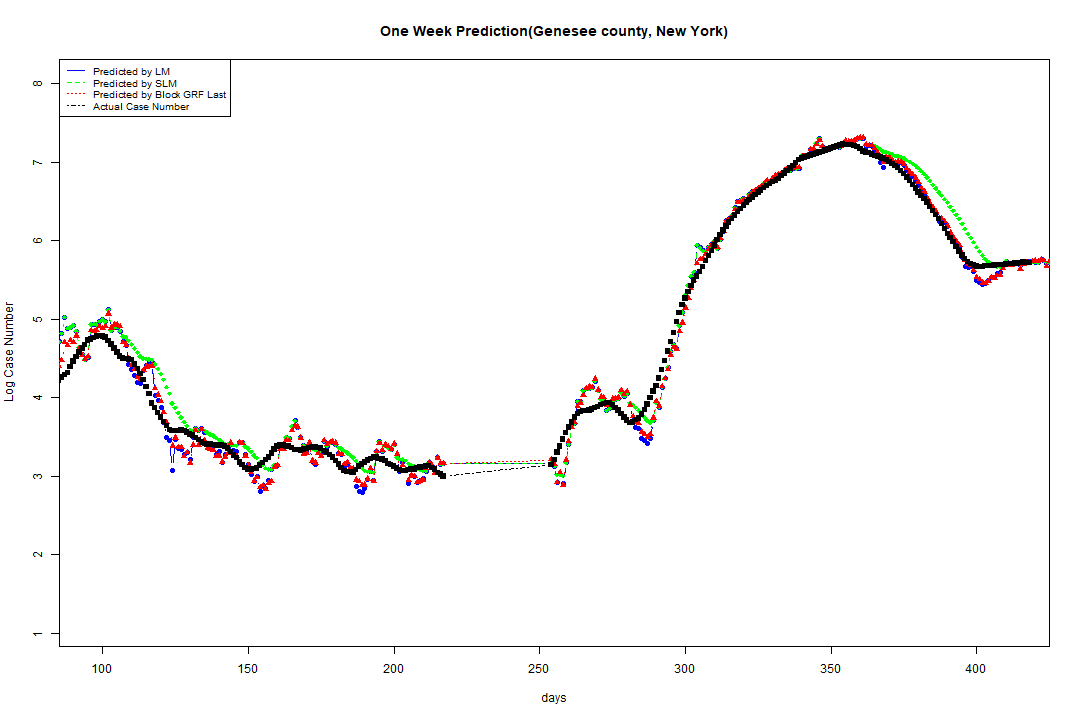 One Week Prediction(Genesee county, New York)
Predicted by LM
Predicted by SLM
Predicted by Block GRF Last
Actual Case Number
Log Case Number
8
7
6
5
4
3
2
1
100 150 200 250 300 350 400
days